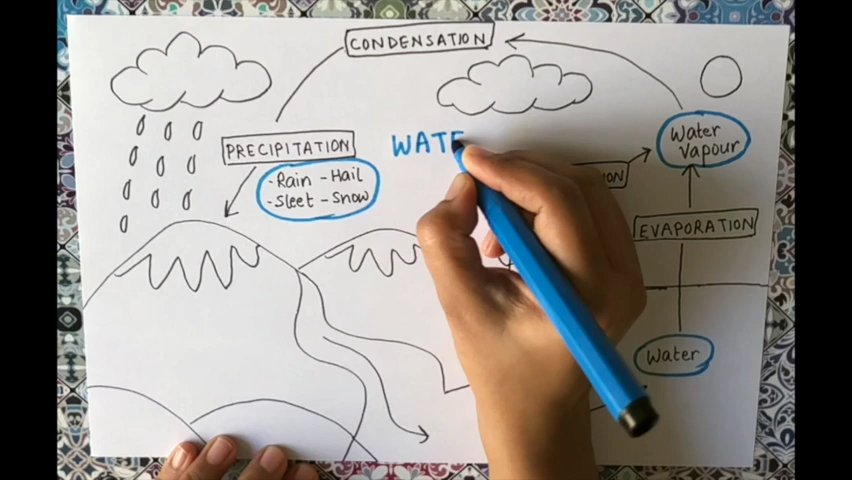 CONDENSATION
PRECIPITATION
-Rain -Hail
-Sleet -Snow
WATE
Water
Vapour
EVAPORATION
Water